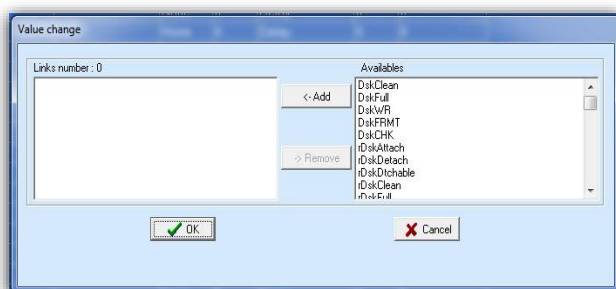 Value change
Links number : 0
Availables
<- Add
-> Remove
DskClean
DskFull
DskWR
DskFRMT
DskCHK
rDskAttach
rDskDetach
rDskDtchable
rDskClean
rDskFull
OK
Cancel